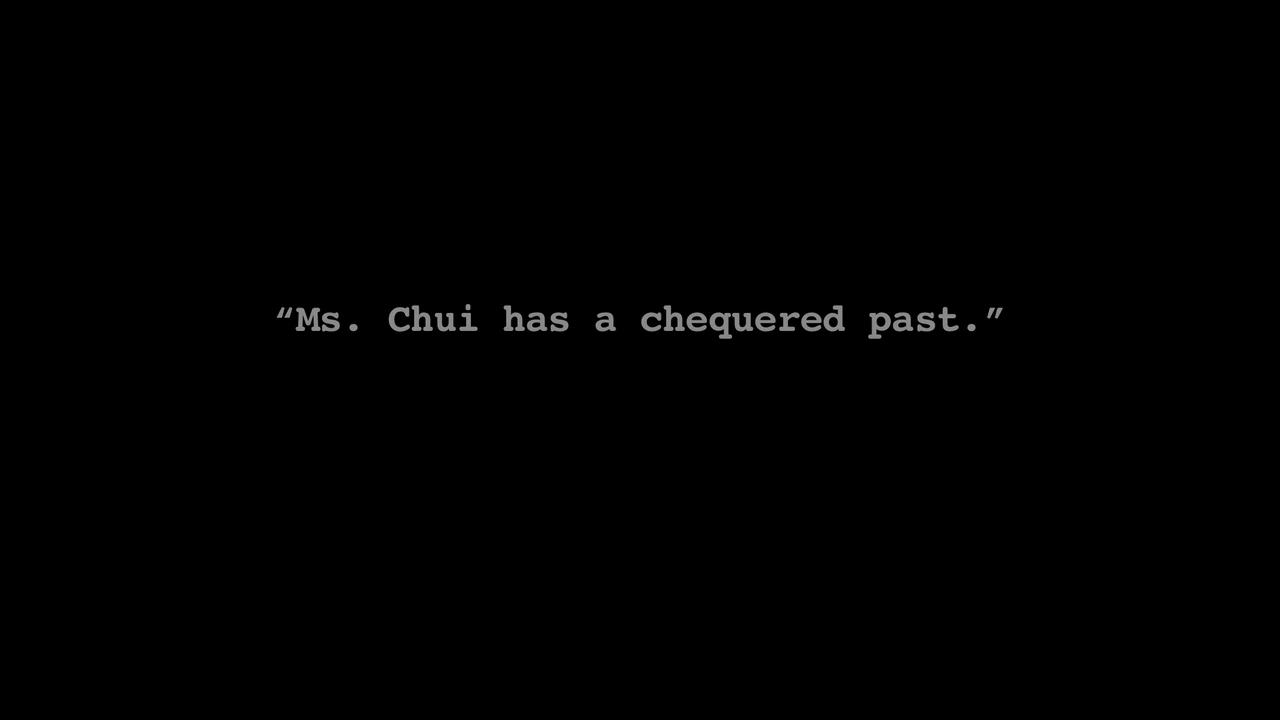 “Ms. Chui has a chequered past.”